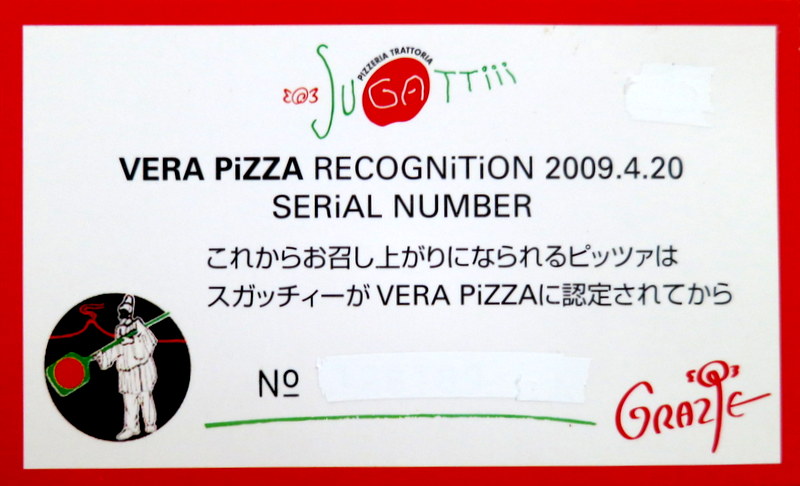 PIZZERIA TRATTORIA
SUGATTiii
VERA PiZZA RECOGNiTiON 2009.4.20
SERiAL NUMBER
これからお召し上がりになられるピッツァは
スガッチィーが VERA PiZZAに認定されてから
Nº
GRAZIE